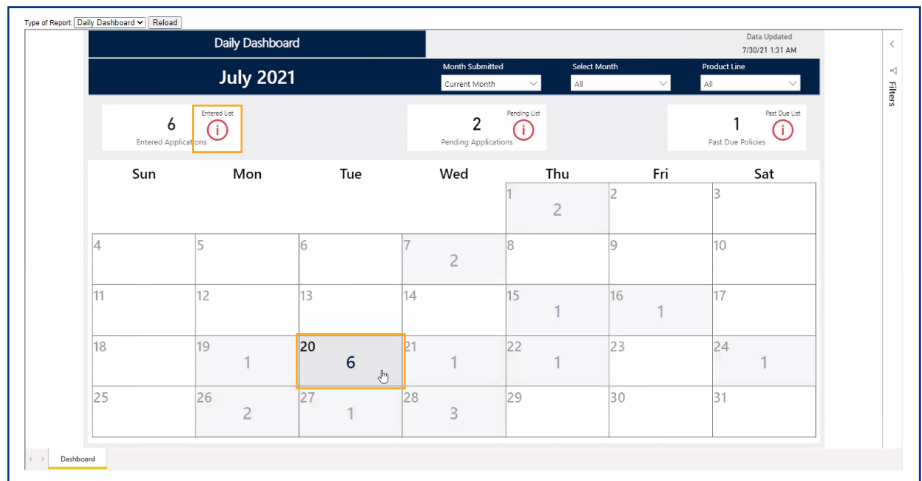 Type of Report: Daily Dashboard Reload
Daily Dashboard
Data Updated
7/30/21 1:31 AM
July 2021
Month Submitted
Current Month
Select Month
All
Product Line
All
Filters
6
Entered Applications
Entered List
2
Pending Applications
Pending List
1
Past Due Policies
Past Due List
Sun Mon Tue Wed Thu Fri Sat
1 2 3
2
4 5 6 7 8 9 10
2
11 12 13 14 15 16 17
1 1
18 19 20 21 22 23 24
1 6 1 1 1
25 26 27 28 29 30 31
2 1 3
Dashboard